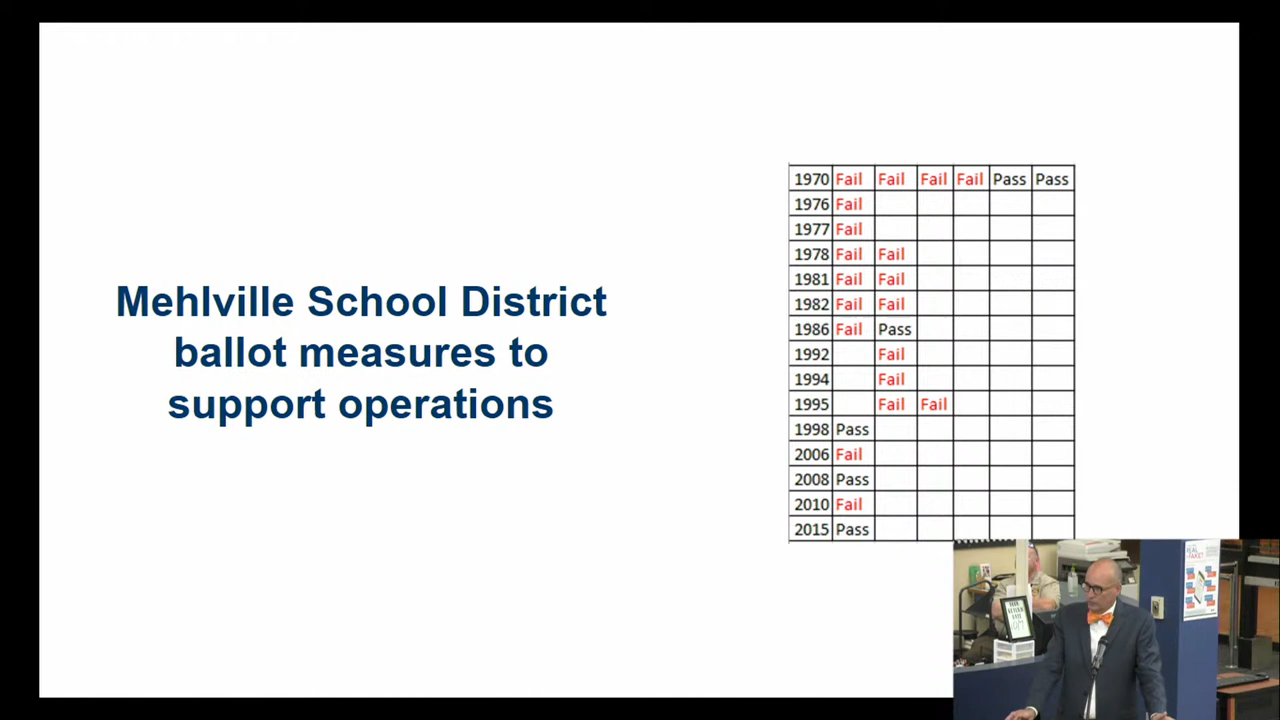 Mehlville School District
ballot measures to
support operations
1970 Fail Fail Fail Fail Pass Pass
1976 Fail
1977 Fail
1978 Fail Fail
1981 Fail Fail
1982 Fail Fail
1986 Fail Pass
1992 Fail
1994 Fail
1995 Fail Fail
1998 Pass
2006 Fail
2008 Pass
2010 Fail
2015 Pass
REAL